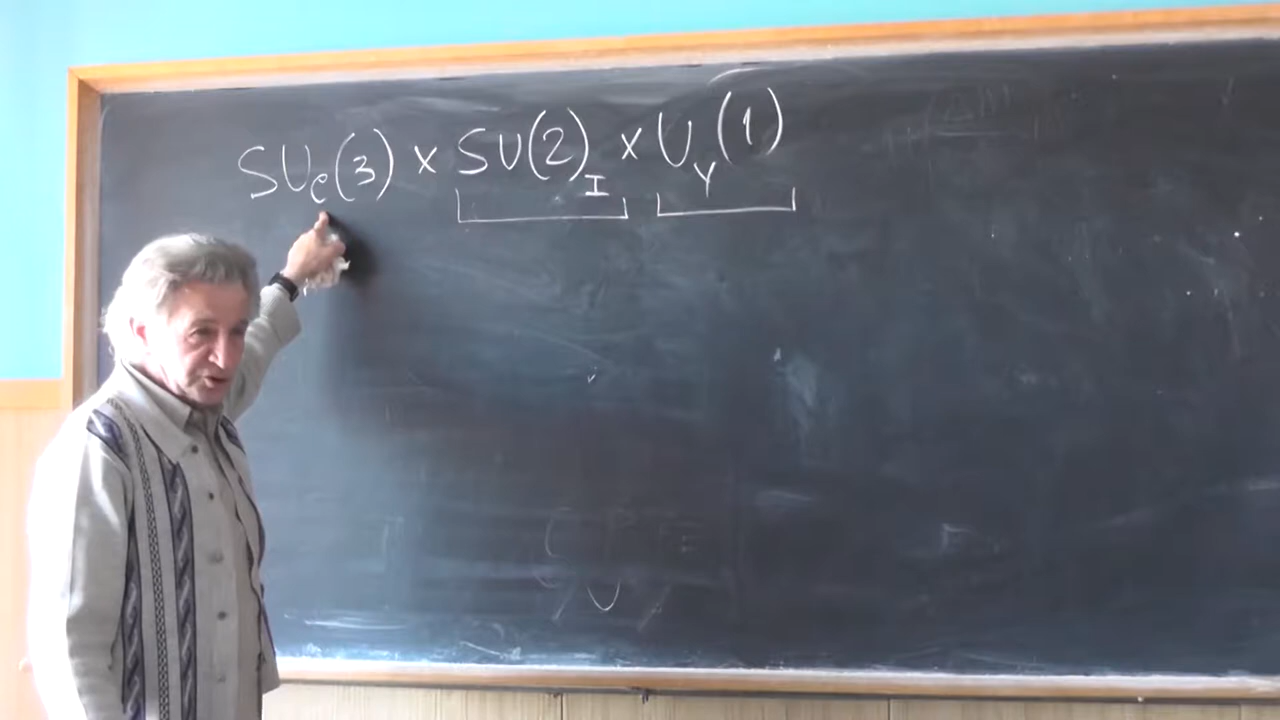 SU_c(3) × SU(2)_I × U_Y(1)